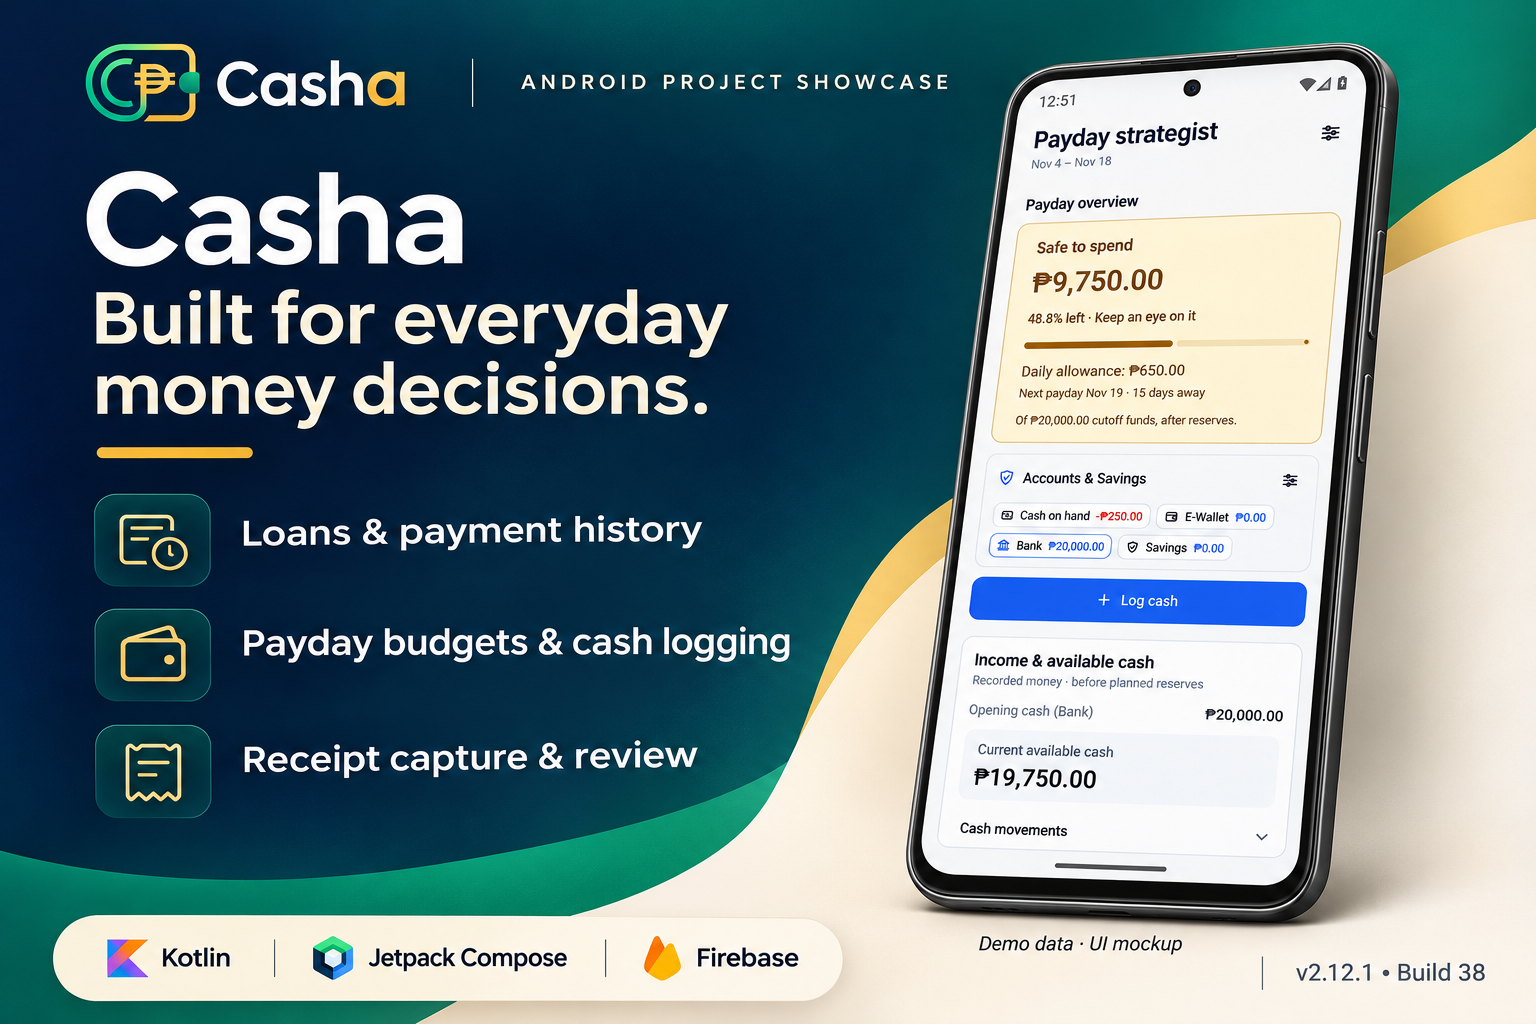 Casha
ANDROID PROJECT SHOWCASE
Casha
Built for everyday
money decisions.
Loans & payment history
Payday budgets & cash logging
Receipt capture & review
Kotlin
Jetpack Compose
Firebase
12:51
Payday strategist
Nov 4 – Nov 18
Payday overview
Safe to spend
₱9,750.00
48.8% left · Keep an eye on it
Daily allowance: ₱650.00
Next payday Nov 19 · 15 days away
Of ₱20,000.00 cutoff funds, after reserves.
Accounts & Savings
Cash on hand -₱250.00
E-Wallet ₱0.00
Bank ₱20,000.00
Savings ₱0.00
+ Log cash
Income & available cash
Recorded money · before planned reserves
Opening cash (Bank) ₱20,000.00
Current available cash
₱19,750.00
Cash movements
Demo data · UI mockup
v2.12.1 • Build 38